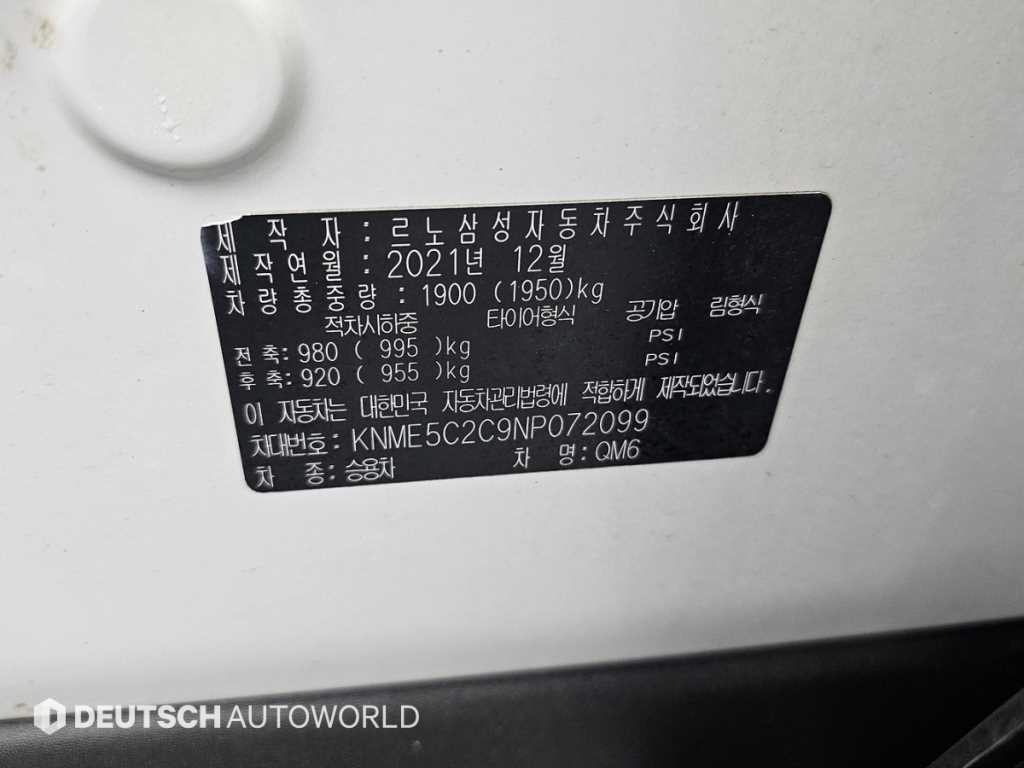 제 작 자 : 르노삼성자동차주식회사
제작연월 : 2021년 12월
차량총중량 : 1900 (1950)kg
적차시하중 타이어형식 공기압 림형식
전 축: 980 ( 995 )kg PSI
후 축: 920 ( 955 )kg PSI
이 자동차는 대한민국 자동차관리법령에 적합하게 제작되었습니다.
차대번호: KNME5C2C9NP072099
차 종: 승용차 차 명: QM6
DEUTSCH AUTOWORLD